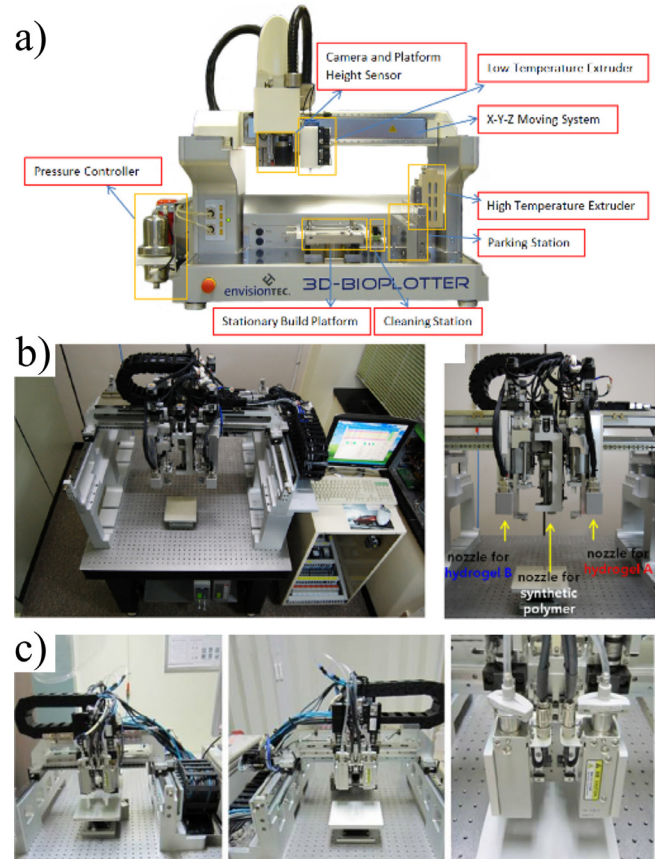 a)
Camera and Platform
Height Sensor
Low Temperature Extruder
X-Y-Z Moving System
Pressure Controller
High Temperature Extruder
Parking Station
envisionTEC.
3D-BIOPLOTTER
Stationary Build Platform
Cleaning Station
b)
nozzle for
hydrogel B
nozzle for
synthetic
polymer
nozzle for
hydrogel A
c)